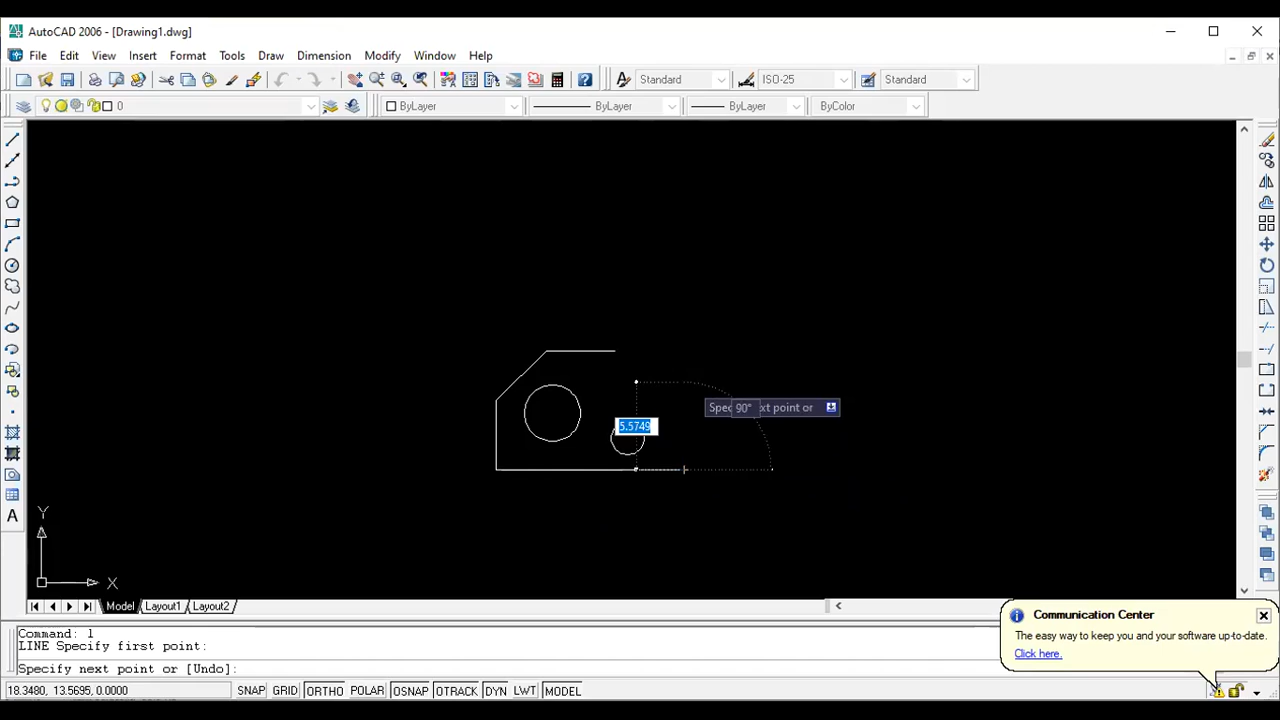 AutoCAD 2006 - [Drawing1.dwg]
File Edit View Insert Format Tools Draw Dimension Modify Window Help
Standard ISO-25 Standard
0 ByLayer ByLayer ByLayer ByColor
Spec 90° xt point or
5.5749
Y
X
Model Layout1 Layout2
Communication Center
The easy way to keep you and your software up-to-date.
Click here.
Command: l
LINE Specify first point:
Specify next point or [Undo]:
18.3480, 13.5695, 0.0000 SNAP GRID ORTHO POLAR OSNAP OTRACK DYN LWT MODEL
A